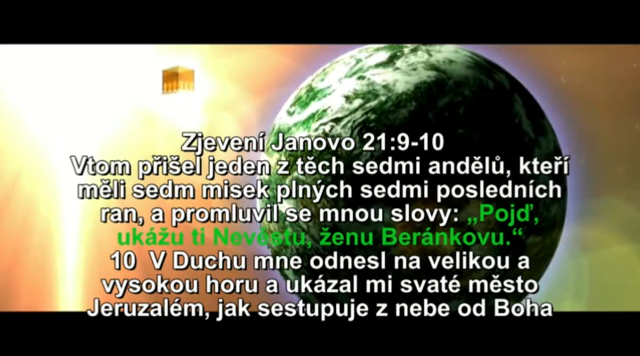 Zjevení Janovo 21:9-10
Vtom přišel jeden z těch sedmi andělů, kteří
měli sedm misek plných sedmi posledních
ran, a promluvil se mnou slovy: „Pojď,
ukážu ti Nevěstu, ženu Beránkovu.“
10 V Duchu mne odnesl na velikou a
vysokou horu a ukázal mi svaté město
Jeruzalém, jak sestupuje z nebe od Boha